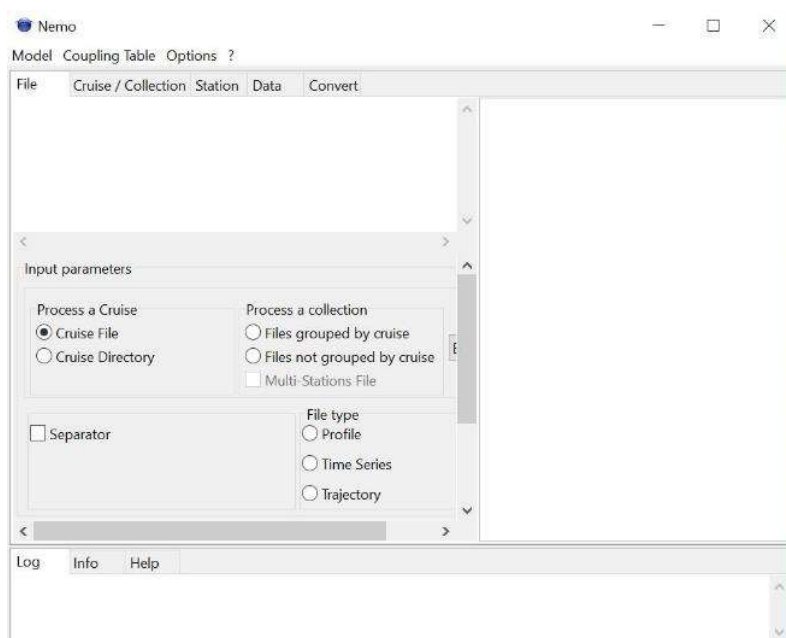 Nemo
Model Coupling Table Options ?
File Cruise / Collection Station Data Convert
Input parameters
Process a Cruise
Cruise File
Cruise Directory
Process a collection
Files grouped by cruise
Files not grouped by cruise
Multi-Stations File
Separator
File type
Profile
Time Series
Trajectory
Log Info Help